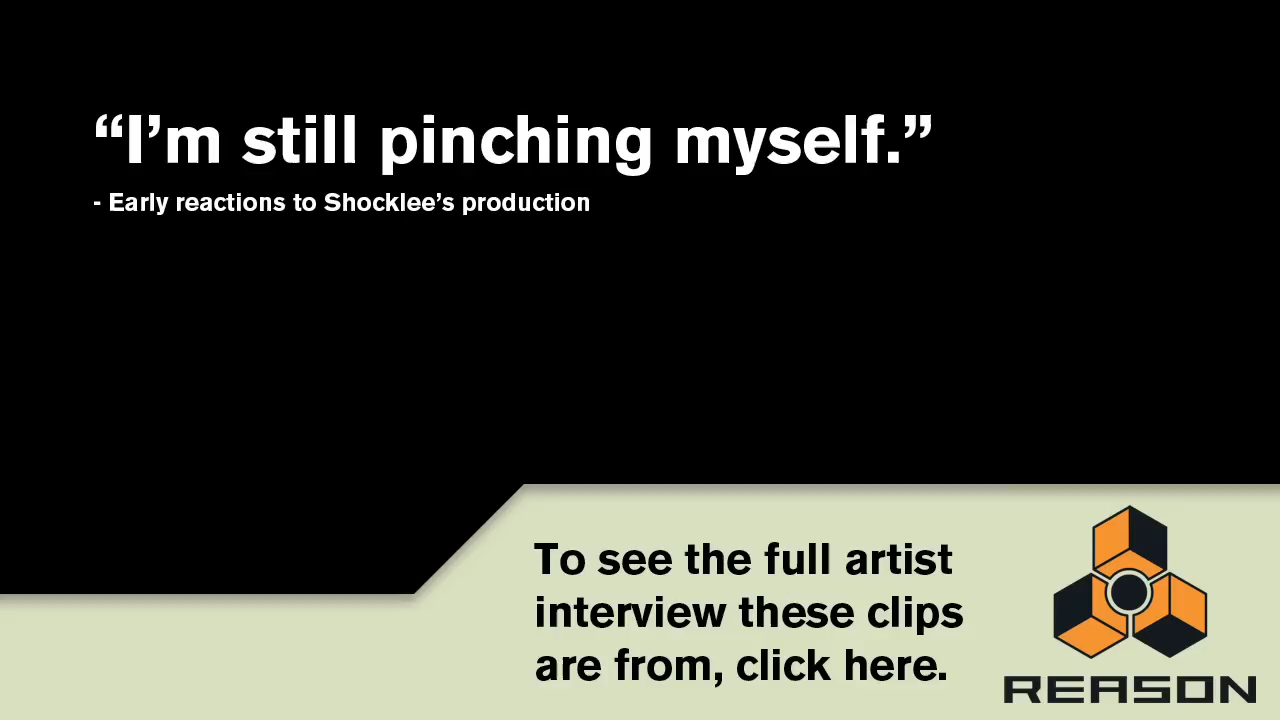 “I’m still pinching myself.”
- Early reactions to Shocklee’s production
To see the full artist
interview these clips
are from, click here.
REASON